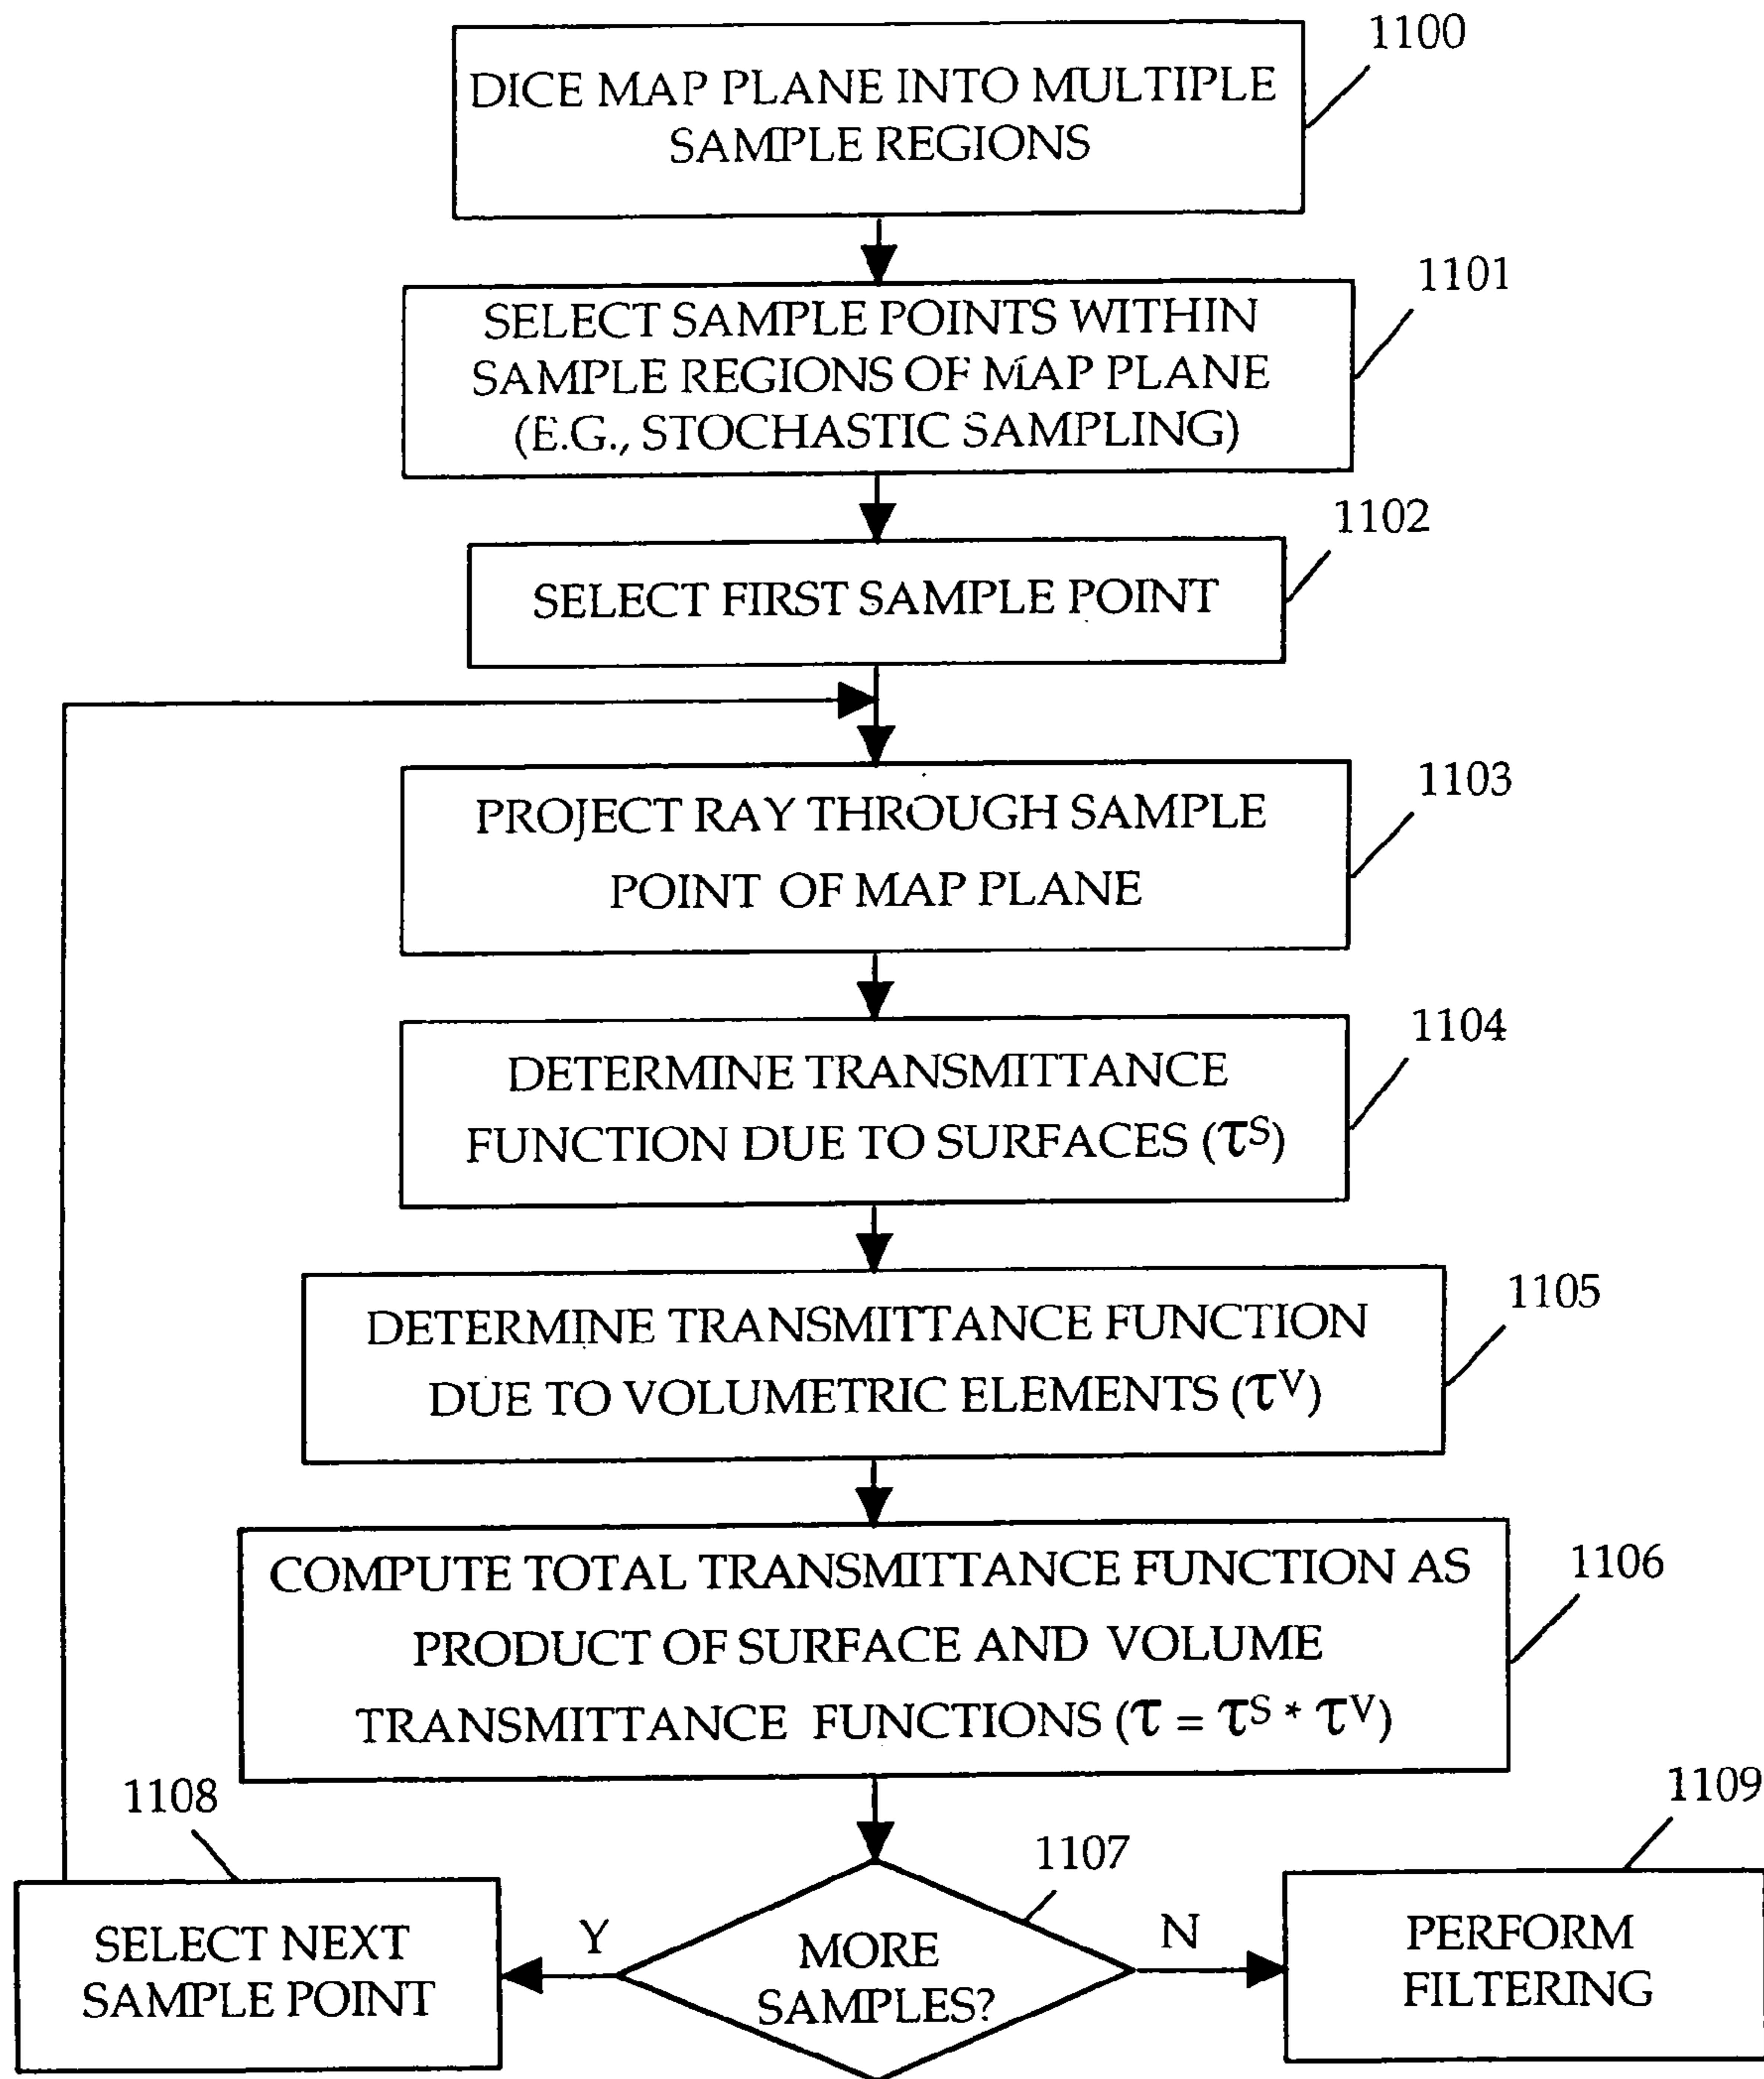 1100
DICE MAP PLANE INTO MULTIPLE
SAMPLE REGIONS
1101
SELECT SAMPLE POINTS WITHIN
SAMPLE REGIONS OF MAP PLANE
(E.G., STOCHASTIC SAMPLING)
1102
SELECT FIRST SAMPLE POINT
1103
PROJECT RAY THROUGH SAMPLE
POINT OF MAP PLANE
1104
DETERMINE TRANSMITTANCE
FUNCTION DUE TO SURFACES (τˢ)
1105
DETERMINE TRANSMITTANCE FUNCTION
DUE TO VOLUMETRIC ELEMENTS (τⱽ)
1106
COMPUTE TOTAL TRANSMITTANCE FUNCTION AS
PRODUCT OF SURFACE AND VOLUME
TRANSMITTANCE FUNCTIONS (τ = τˢ * τⱽ)
1108
SELECT NEXT
SAMPLE POINT
Y
1107
MORE
SAMPLES?
N
1109
PERFORM
FILTERING